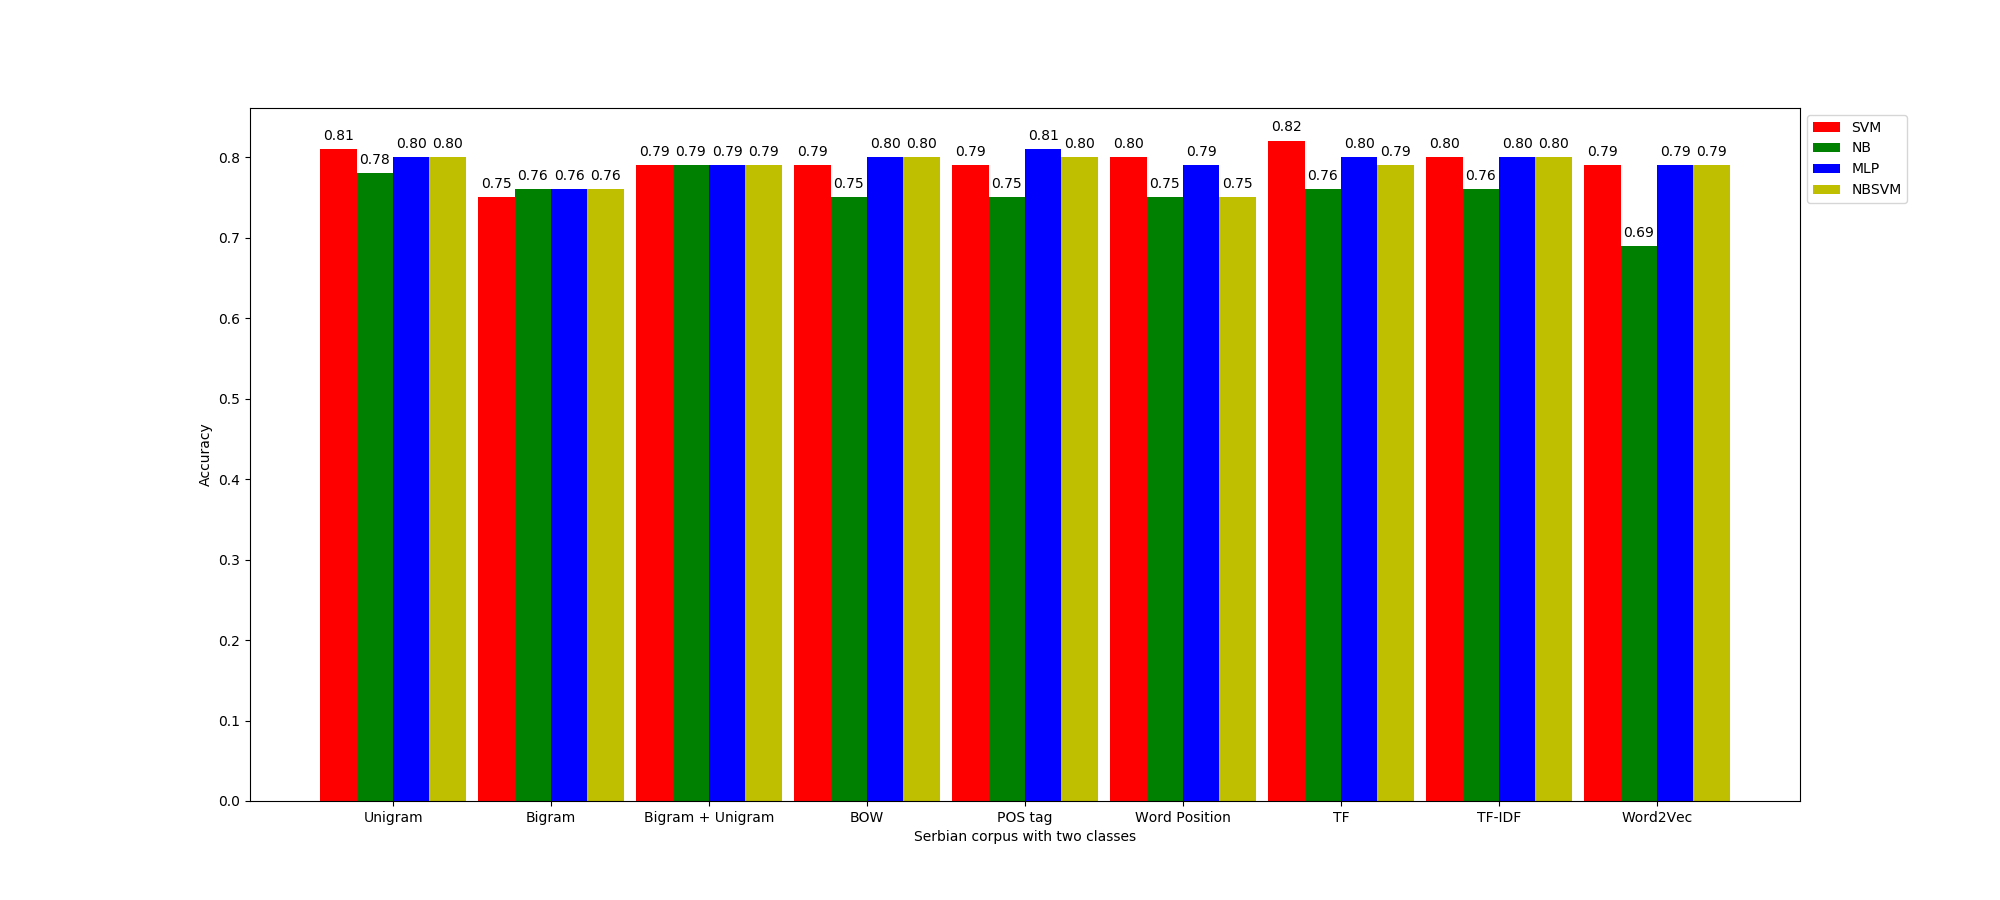 0.81 0.78 0.80 0.80 0.75 0.76 0.76 0.76 0.79 0.79 0.79 0.79 0.79 0.75 0.80 0.80 0.79 0.75 0.81 0.80 0.80 0.75 0.79 0.75 0.82 0.76 0.80 0.79 0.80 0.76 0.80 0.80 0.79 0.69 0.79 0.79
SVM
NB
MLP
NBSVM
0.8
0.7
0.6
0.5
0.4
0.3
0.2
0.1
0.0
Accuracy
Unigram Bigram Bigram + Unigram BOW POS tag Word Position TF TF-IDF Word2Vec
Serbian corpus with two classes